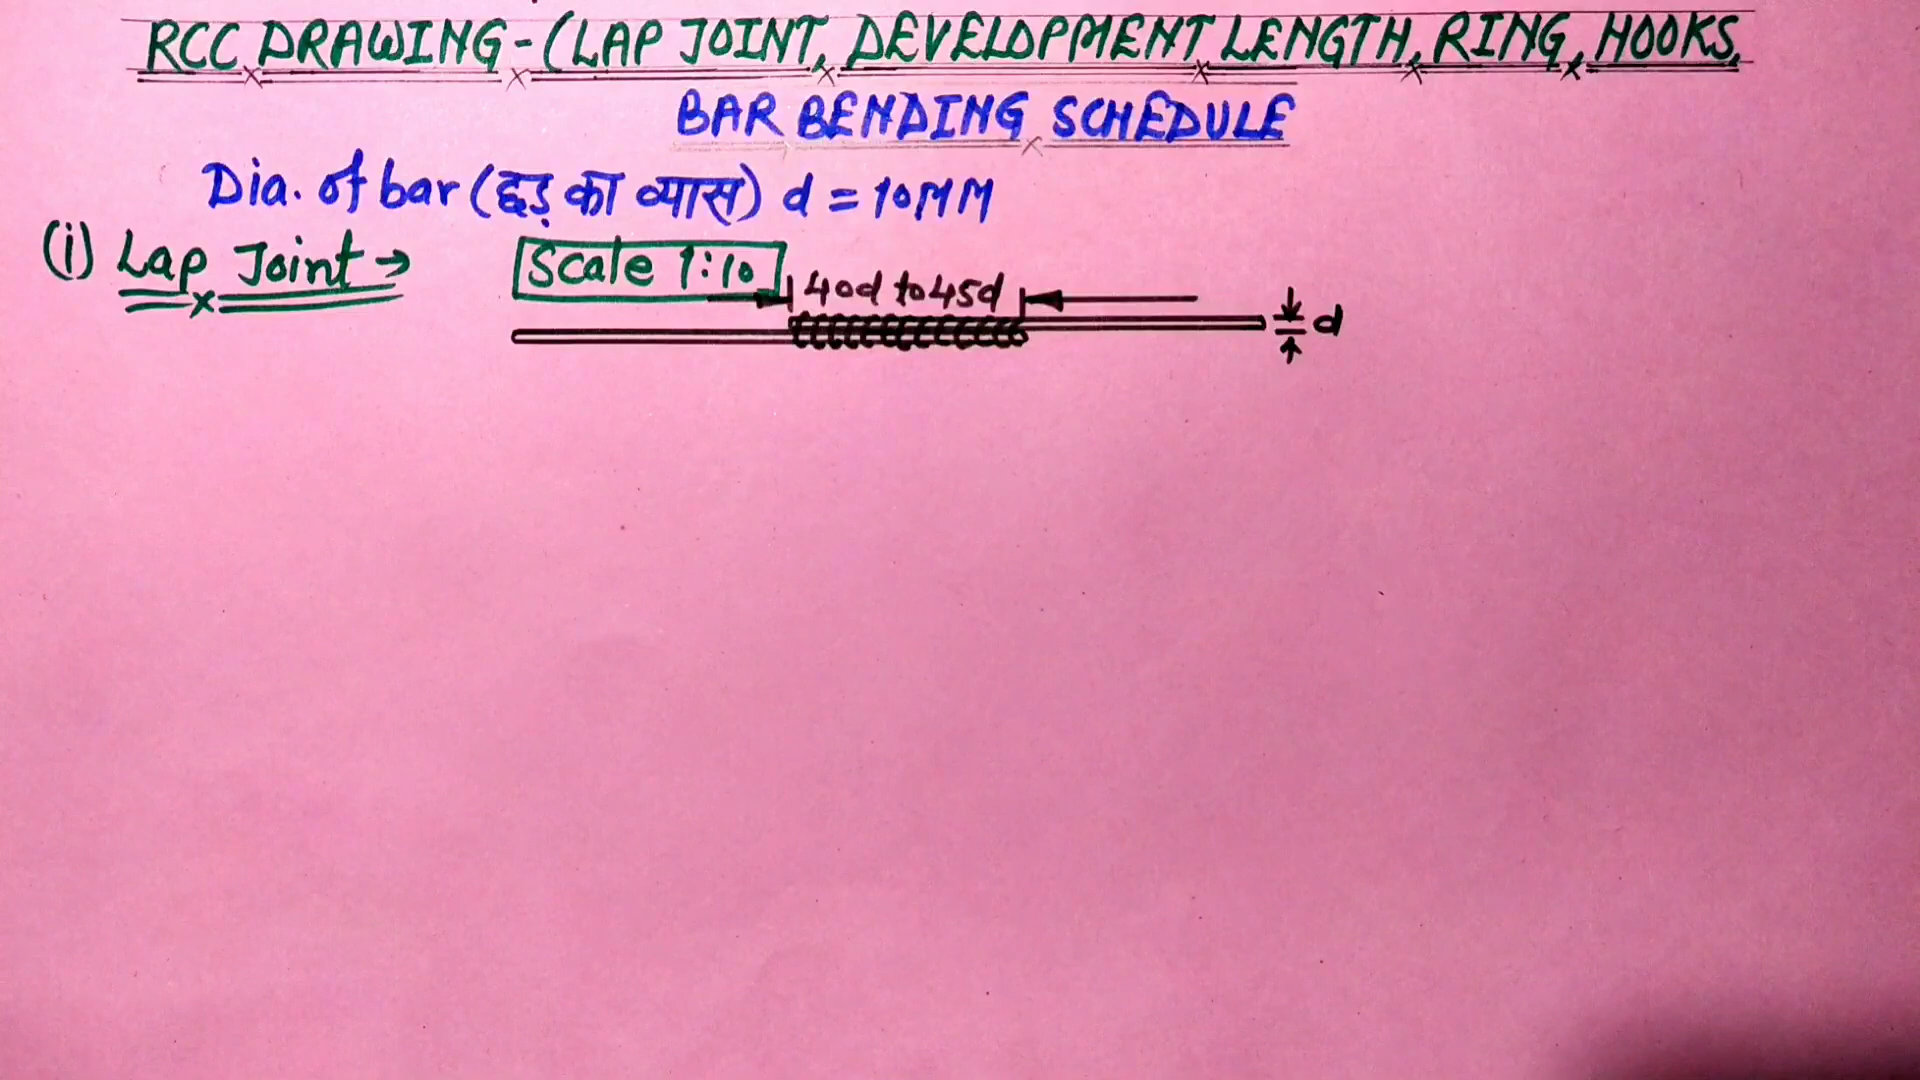 RCC DRAWING-(LAP JOINT, DEVELOPMENT LENGTH, RING, HOOKS,
BAR BENDING SCHEDULE
Dia. of bar (छड़ का व्यास) d = 10MM
(i) Lap Joint→
Scale 1:10
40d to 45d
d